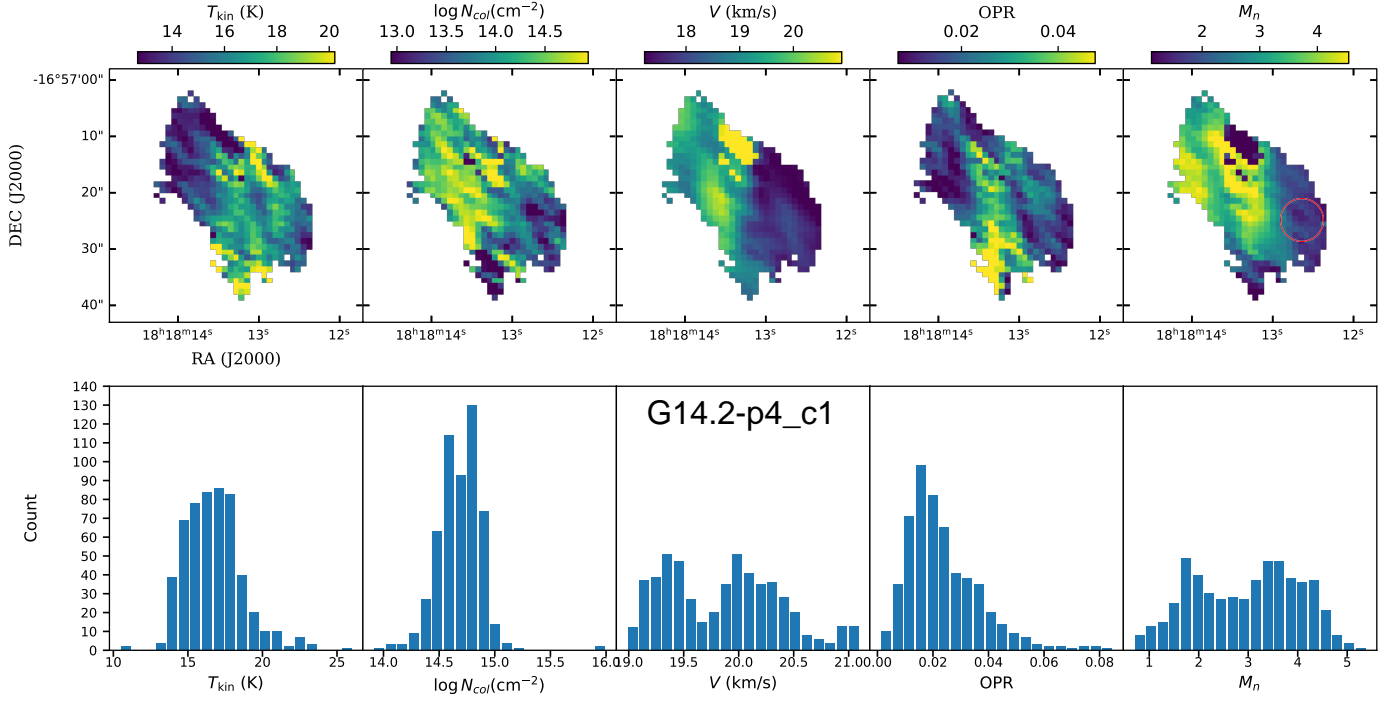 T_kin (K) log N_col(cm⁻²) V (km/s) OPR M_n
14 16 18 20 13.0 13.5 14.0 14.5 18 19 20 0.02 0.04 2 3 4
-16°57'00"
10"
20"
30"
40"
DEC (J2000)
18ʰ18ᵐ14ˢ 13ˢ 12ˢ 18ʰ18ᵐ14ˢ 13ˢ 12ˢ 18ʰ18ᵐ14ˢ 13ˢ 12ˢ 18ʰ18ᵐ14ˢ 13ˢ 12ˢ 18ʰ18ᵐ14ˢ 13ˢ 12ˢ
RA (J2000)
G14.2-p4_c1
140
130
120
110
100
90
80
70
60
50
40
30
20
10
0
Count
10 15 20 25 14.0 14.5 15.0 15.5 16.0 19.0 19.5 20.0 20.5 21.0 0.00 0.02 0.04 0.06 0.08 1 2 3 4 5
T_kin (K) log N_col(cm⁻²) V (km/s) OPR M_n